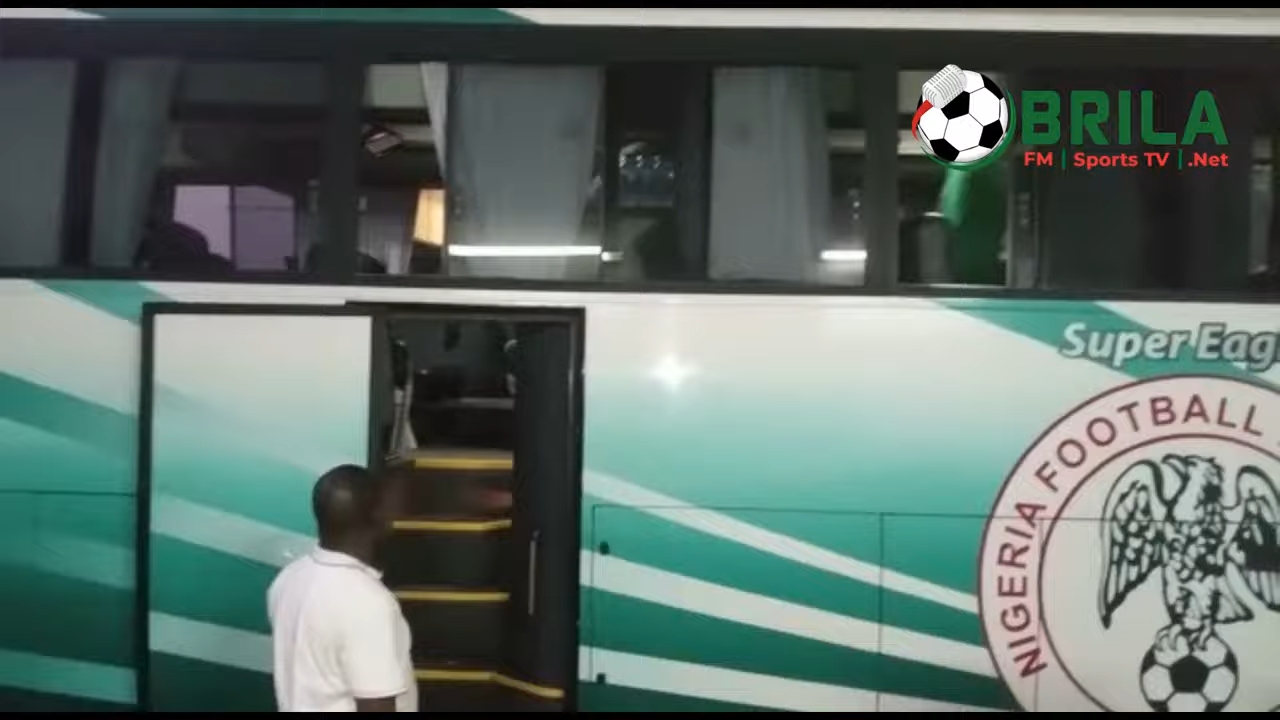 BRILA
FM | Sports TV | .Net
Super Eag
NIGERIA FOOTBALL